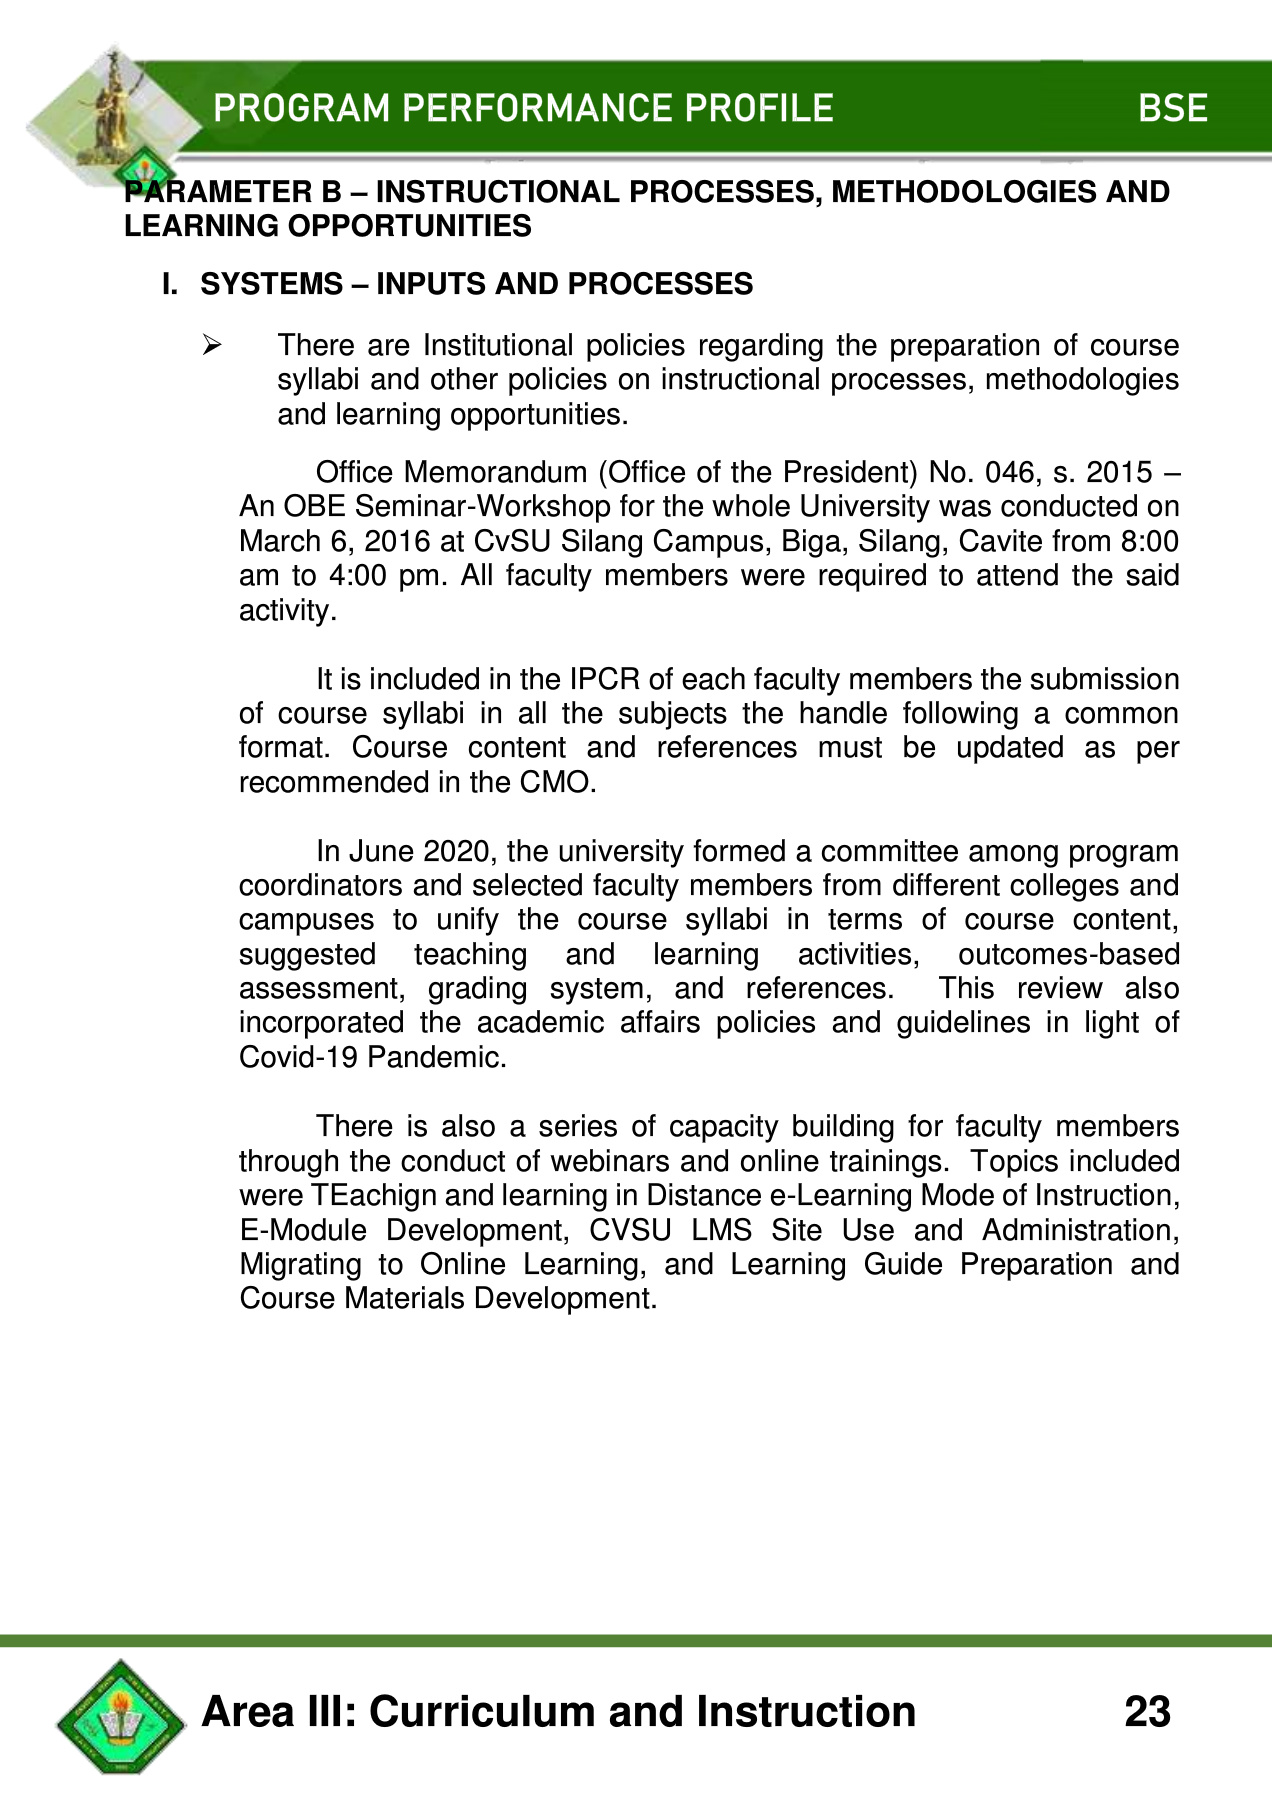 PROGRAM PERFORMANCE PROFILE BSE
PARAMETER B – INSTRUCTIONAL PROCESSES, METHODOLOGIES AND
LEARNING OPPORTUNITIES
I. SYSTEMS – INPUTS AND PROCESSES
➢ There are Institutional policies regarding the preparation of course
syllabi and other policies on instructional processes, methodologies
and learning opportunities.
Office Memorandum (Office of the President) No. 046, s. 2015 –
An OBE Seminar-Workshop for the whole University was conducted on
March 6, 2016 at CvSU Silang Campus, Biga, Silang, Cavite from 8:00
am to 4:00 pm. All faculty members were required to attend the said
activity.
It is included in the IPCR of each faculty members the submission
of course syllabi in all the subjects the handle following a common
format. Course content and references must be updated as per
recommended in the CMO.
In June 2020, the university formed a committee among program
coordinators and selected faculty members from different colleges and
campuses to unify the course syllabi in terms of course content,
suggested teaching and learning activities, outcomes-based
assessment, grading system, and references. This review also
incorporated the academic affairs policies and guidelines in light of
Covid-19 Pandemic.
There is also a series of capacity building for faculty members
through the conduct of webinars and online trainings. Topics included
were TEachign and learning in Distance e-Learning Mode of Instruction,
E-Module Development, CVSU LMS Site Use and Administration,
Migrating to Online Learning, and Learning Guide Preparation and
Course Materials Development.
Area III: Curriculum and Instruction 23